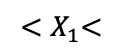 < X₁ <